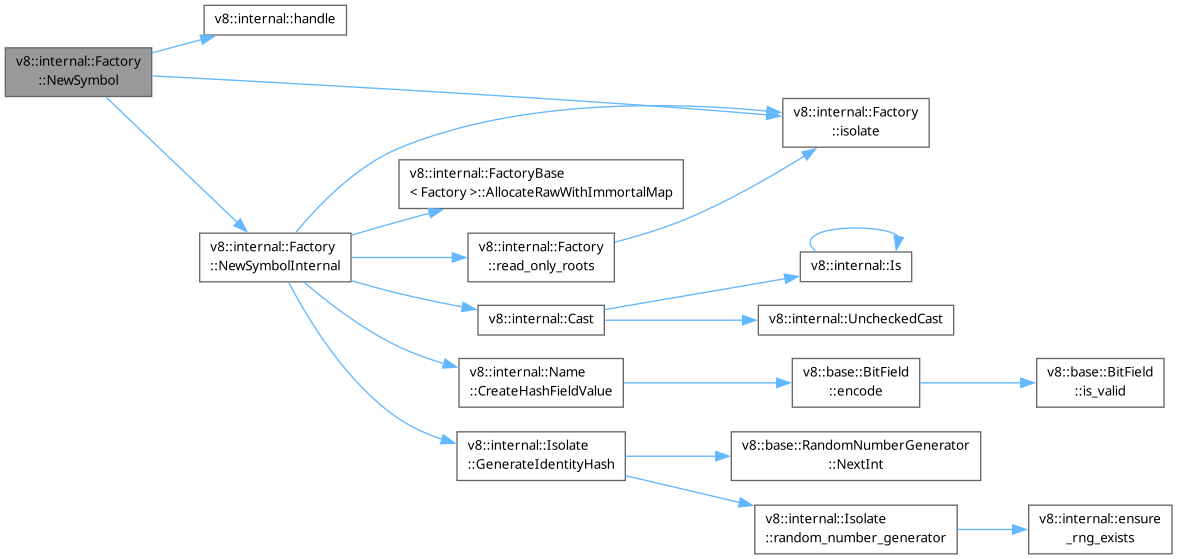 v8::internal::handle
v8::internal::Factory
::NewSymbol
v8::internal::Factory
::isolate
v8::internal::FactoryBase
< Factory >::AllocateRawWithImmortalMap
v8::internal::Factory
::NewSymbolInternal
v8::internal::Factory
::read_only_roots
v8::internal::Is
v8::internal::Cast
v8::internal::UncheckedCast
v8::internal::Name
::CreateHashFieldValue
v8::base::BitField
::encode
v8::base::BitField
::is_valid
v8::internal::Isolate
::GenerateIdentityHash
v8::base::RandomNumberGenerator
::NextInt
v8::internal::Isolate
::random_number_generator
v8::internal::ensure
_rng_exists